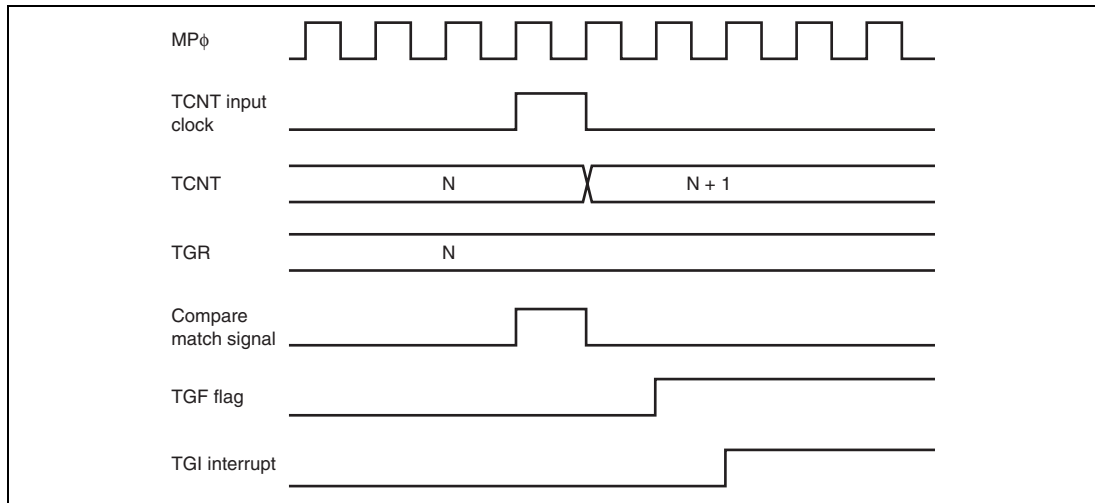 MPϕ
TCNT input
clock
TCNT
N
N + 1
TGR
N
Compare
match signal
TGF flag
TGI interrupt